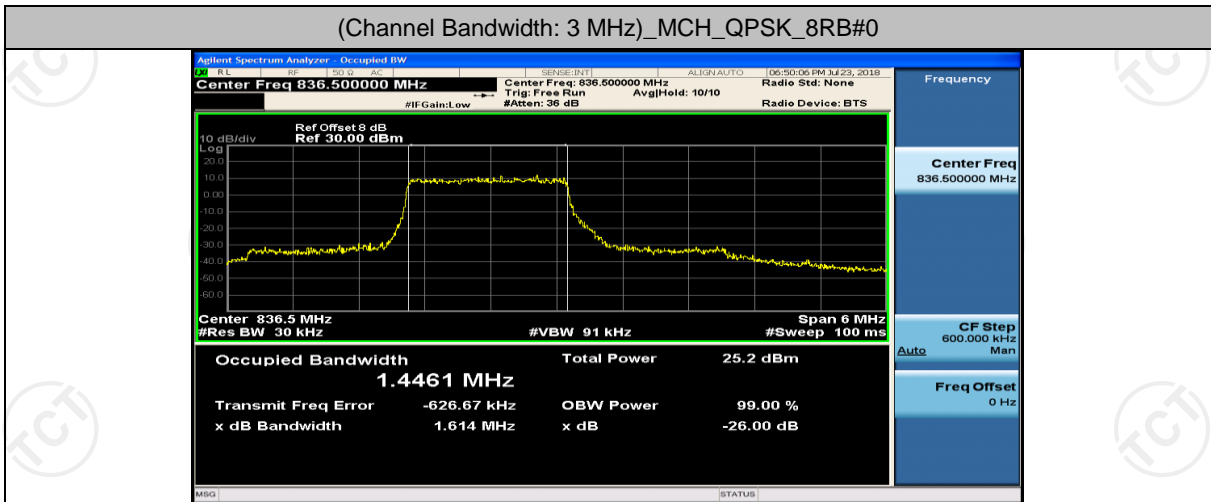 (Channel Bandwidth: 3 MHz)_MCH_QPSK_8RB#0
Agilent Spectrum Analyzer - Occupied BW
LXI RL RF 50 Ω AC SENSE:INT ALIGN AUTO 06:50:06 PM Jul 23, 2018
Center Freq 836.500000 MHz Center Freq: 836.500000 MHz Radio Std: None
Trig: Free Run Avg|Hold: 10/10
#IFGain:Low #Atten: 36 dB Radio Device: BTS
Ref Offset 8 dB
10 dB/div Ref 30.00 dBm
Log
20.0
10.0
0.00
-10.0
-20.0
-30.0
-40.0
-50.0
-60.0
Center 836.5 MHz Span 6 MHz
#Res BW 30 kHz #VBW 91 kHz #Sweep 100 ms
Occupied Bandwidth Total Power 25.2 dBm
1.4461 MHz
Transmit Freq Error -626.67 kHz OBW Power 99.00 %
x dB Bandwidth 1.614 MHz x dB -26.00 dB
MSG STATUS
Frequency
Center Freq
836.500000 MHz
CF Step
600.000 kHz
Auto Man
Freq Offset
0 Hz
TCT
TCT
TCT
TCT